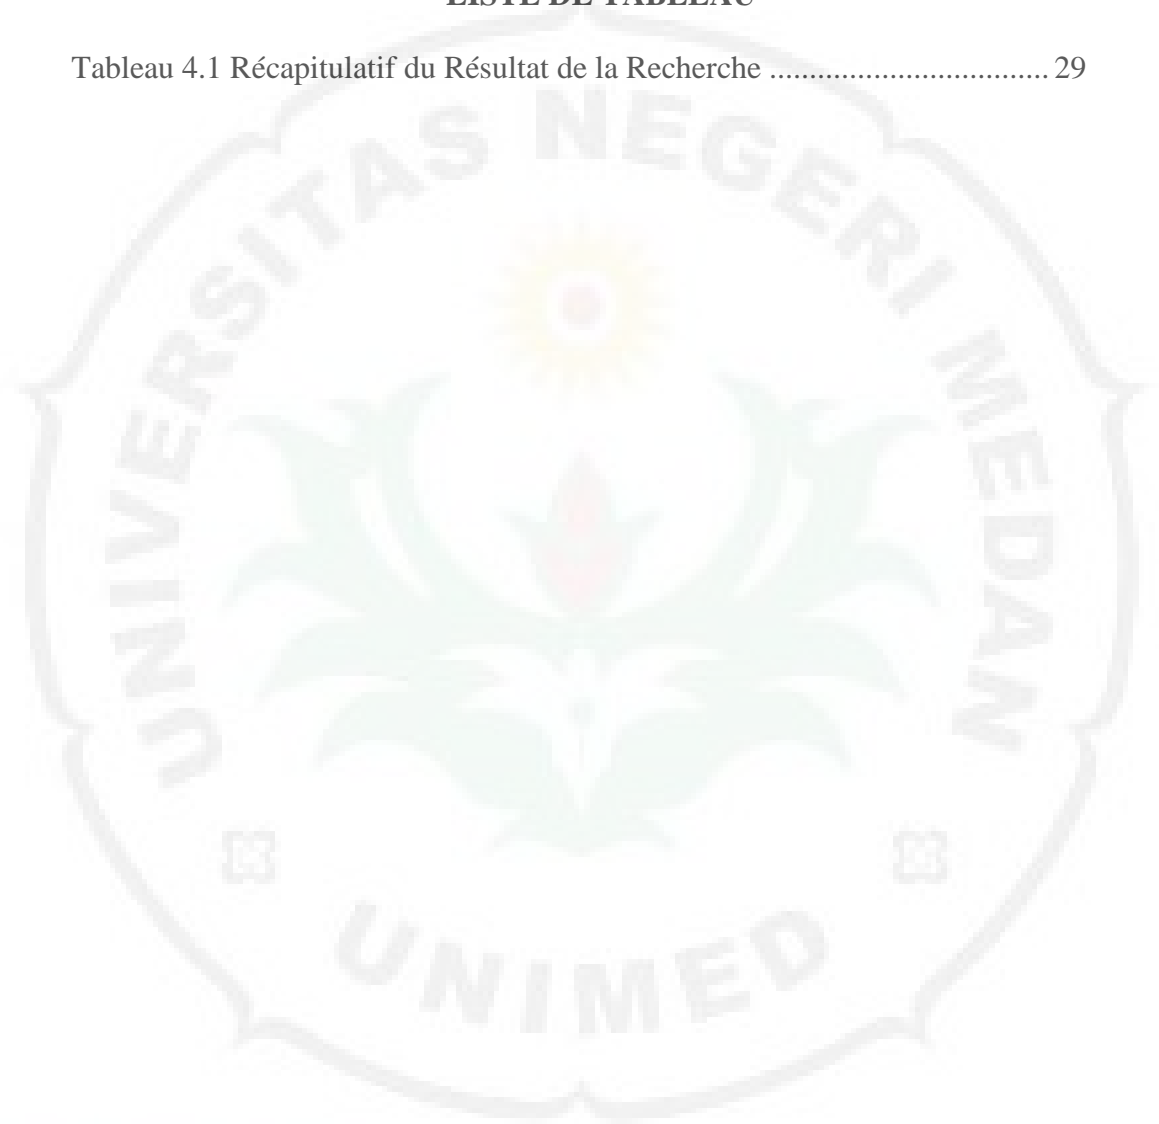 LISTE DE TABLEAU
Tableau 4.1 Récapitulatif du Résultat de la Recherche ................................... 29
UNIVERSITAS NEGERI MEDAN
UNIMED